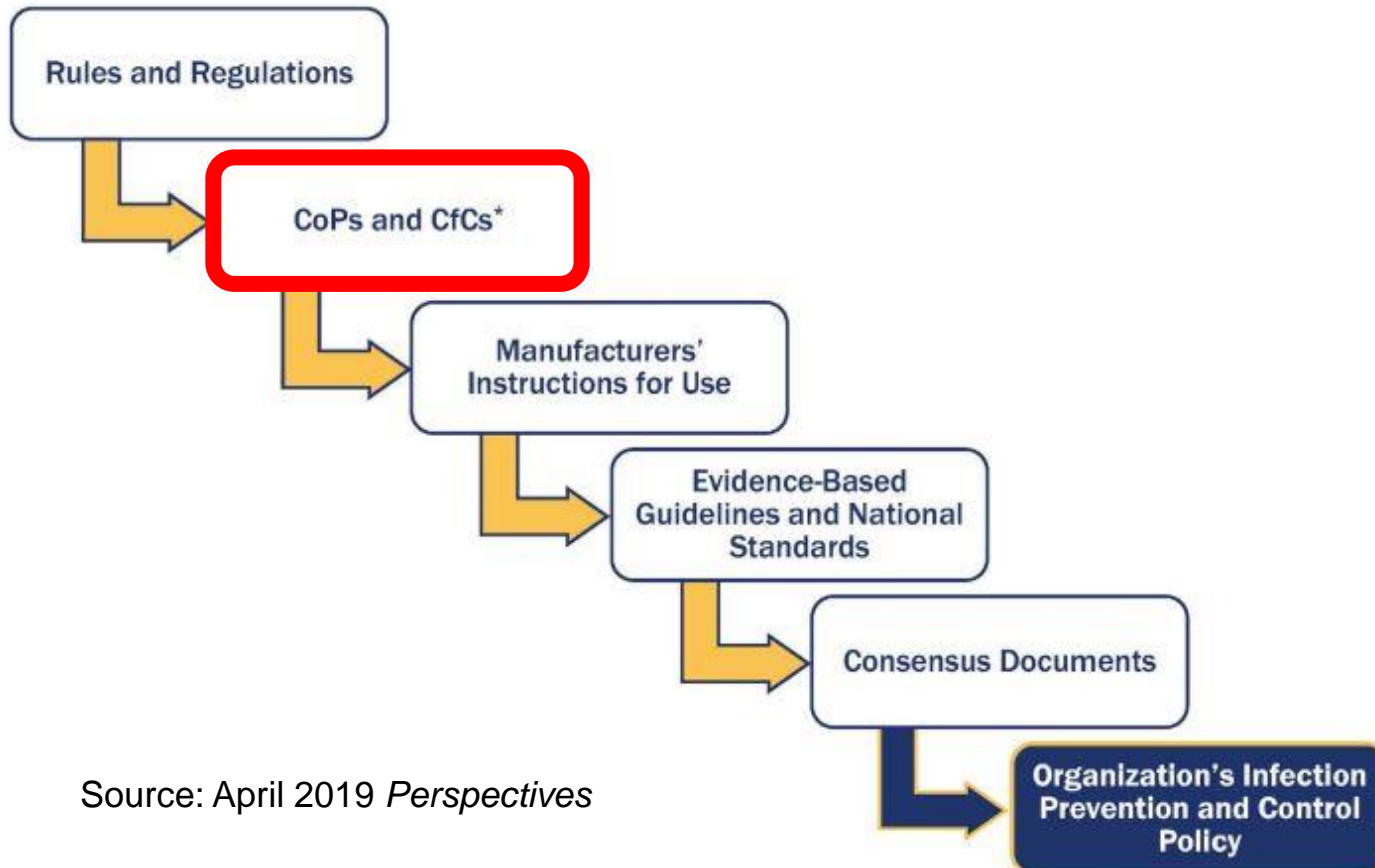 Rules and Regulations
CoPs and CfCs*
Manufacturers'
Instructions for Use
Evidence-Based
Guidelines and National
Standards
Consensus Documents
Organization's Infection
Prevention and Control
Policy
Source: April 2019 Perspectives